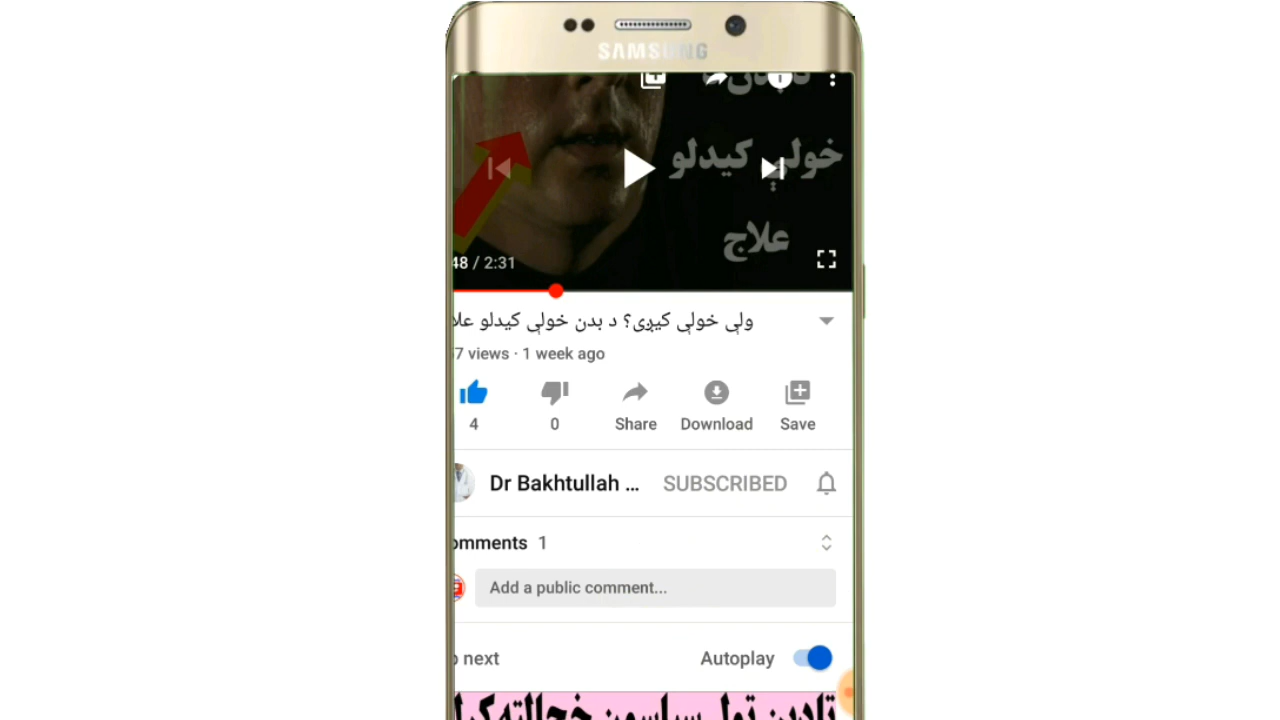 SAMSUNG
خولې کیدلو
علاج
48 / 2:31
ولې خولې کیږی؟ د بدن خولې کیدلو علا
7 views · 1 week ago
4
0
Share
Download
Save
Dr Bakhtullah ...
SUBSCRIBED
omments 1
Add a public comment...
next
Autoplay